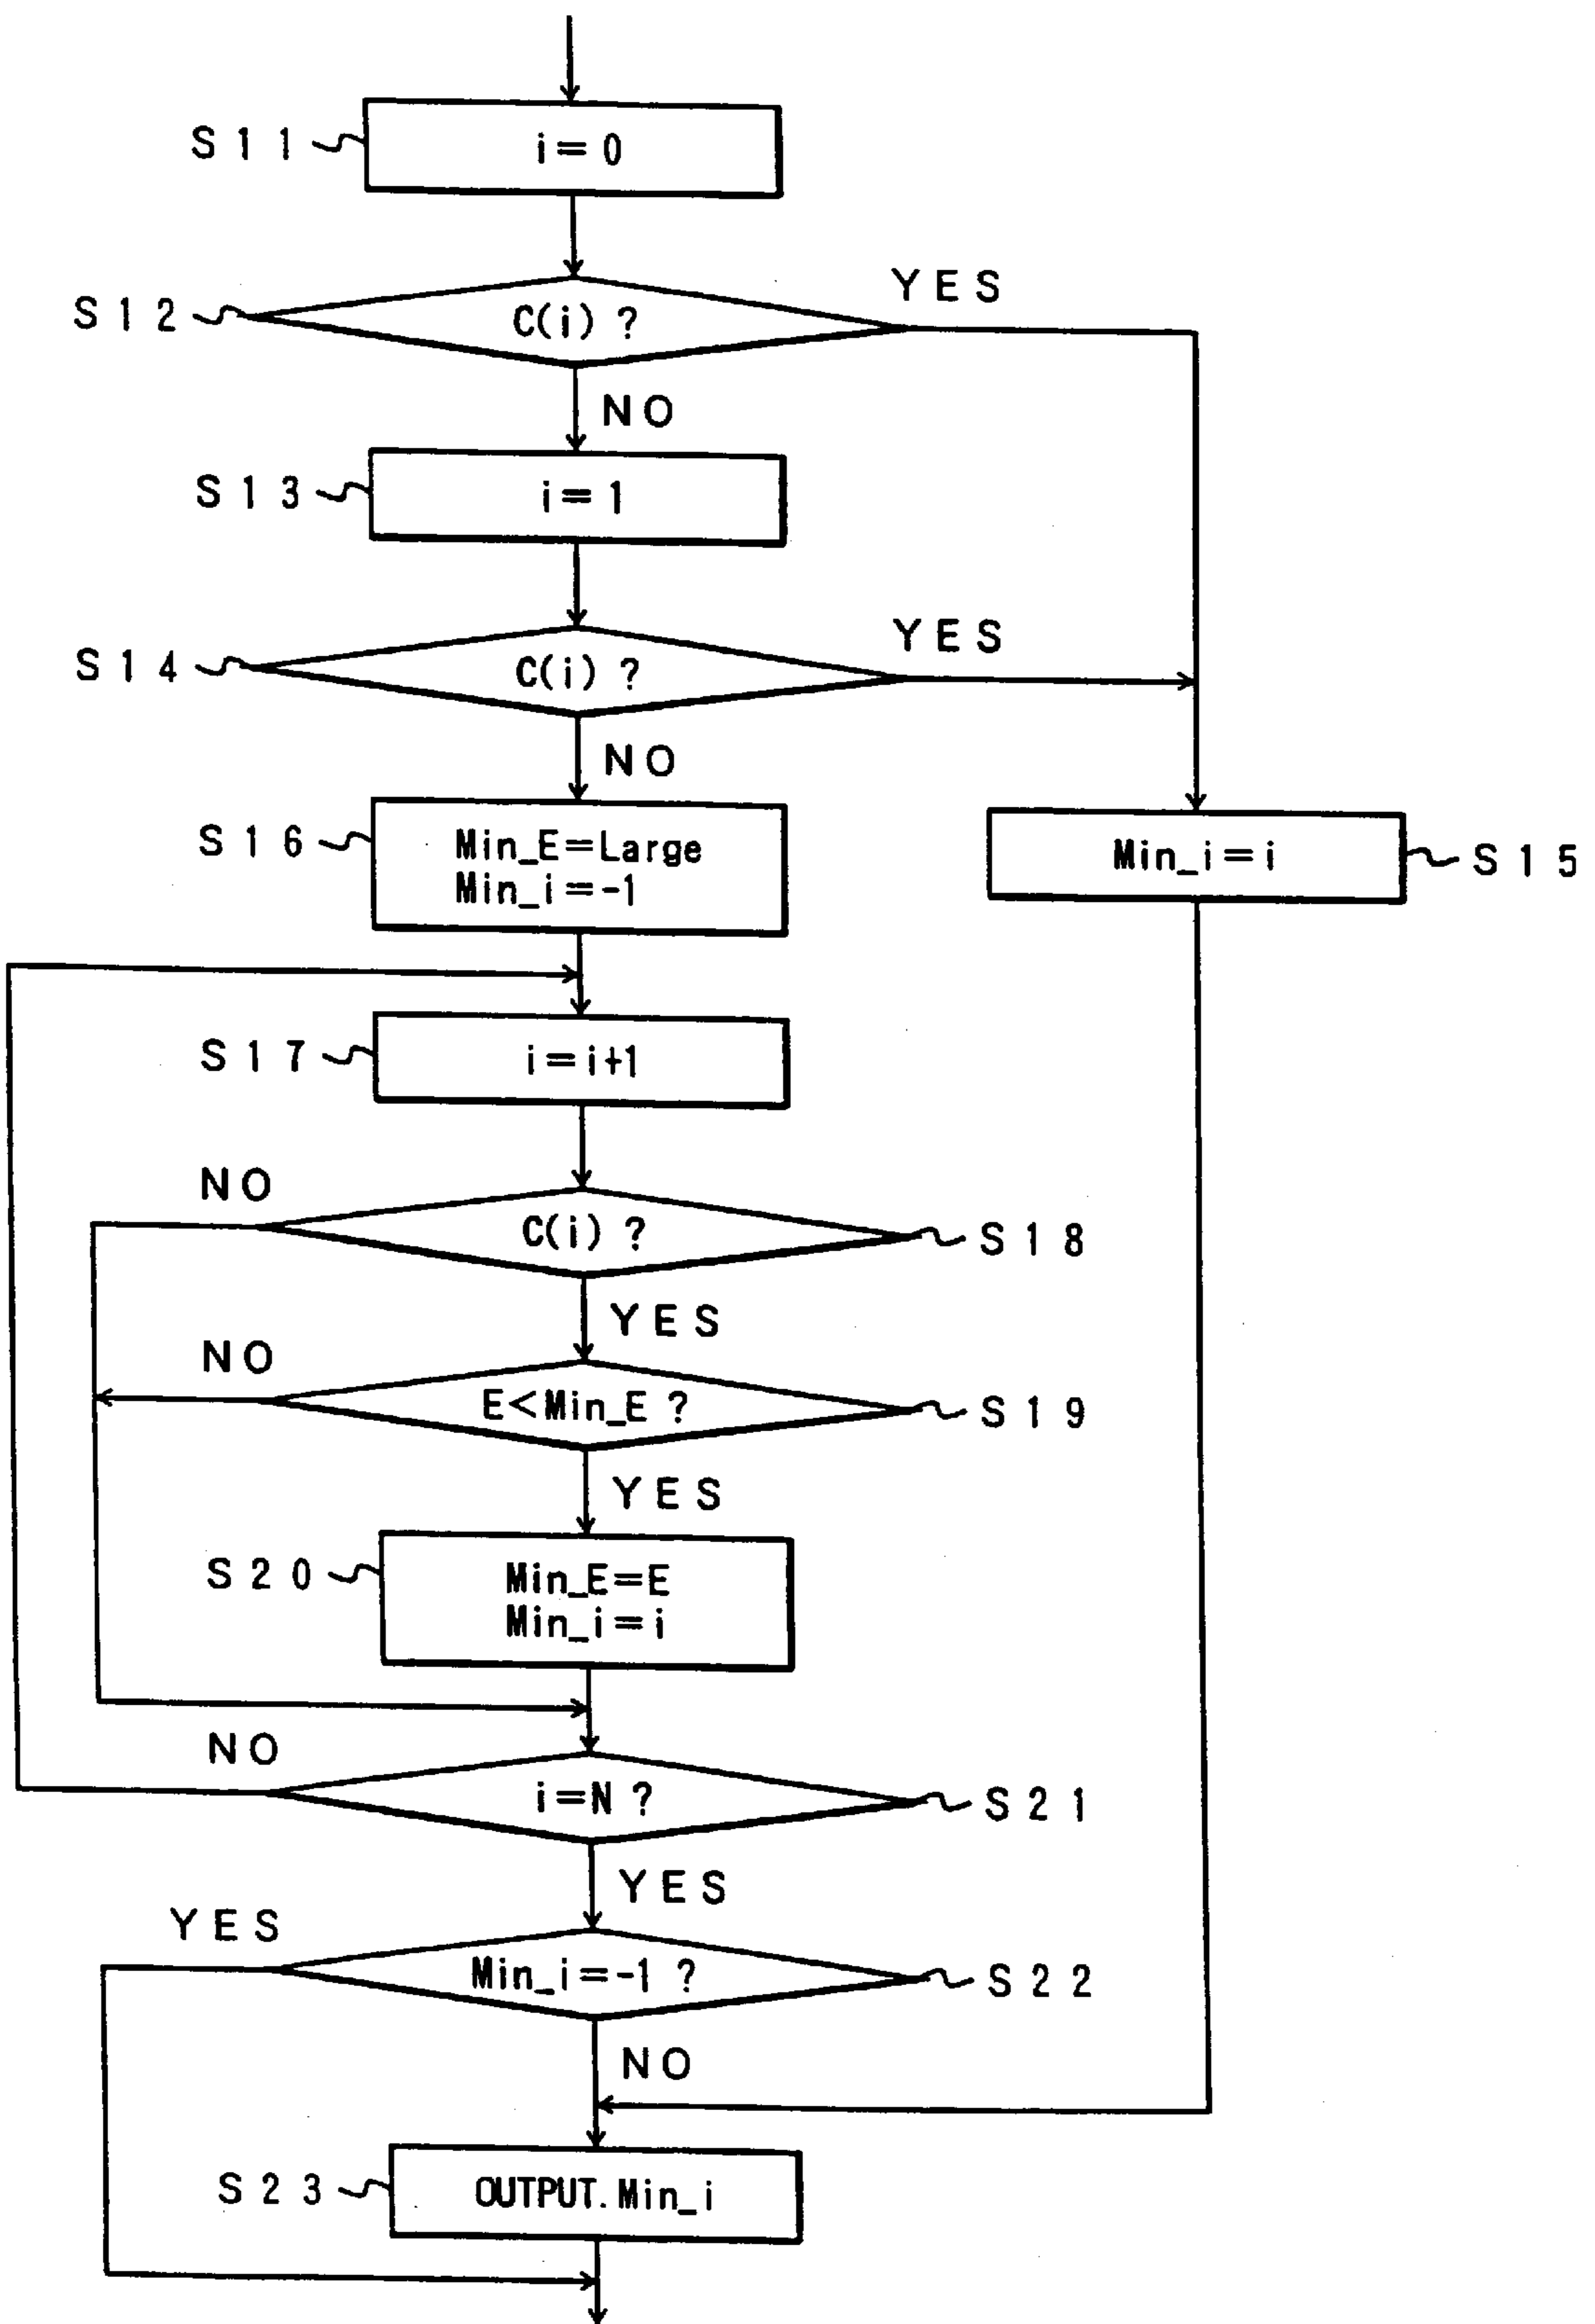 S11
i=0
S12
C(i) ?
YES
NO
S13
i=1
S14
C(i) ?
YES
NO
S16
Min_E=Large
Min_i=-1
Min_i=i
S15
S17
i=i+1
NO
C(i) ?
S18
YES
NO
E<Min_E ?
S19
YES
S20
Min_E=E
Min_i=i
NO
i=N ?
S21
YES
YES
Min_i=-1 ?
S22
NO
S23
OUTPUT. Min_i